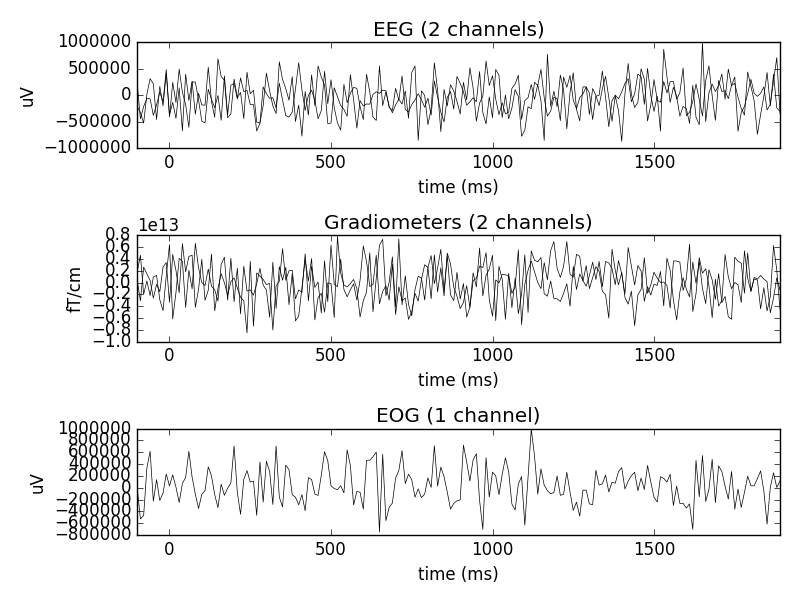 EEG (2 channels)
1000000
500000
0
−500000
−1000000
uV
0 500 1000 1500
time (ms)
Gradiometers (2 channels)
1e13
0.8
0.6
0.4
0.2
−0.0
−0.2
−0.4
−0.6
−0.8
−1.0
fT/cm
0 500 1000 1500
time (ms)
EOG (1 channel)
1000000
800000
600000
400000
200000
0
−200000
−400000
−600000
−800000
uV
0 500 1000 1500
time (ms)